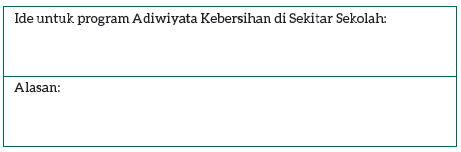 Ide untuk program Adiwiyata Kebersihan di Sekitar Sekolah:
Alasan: